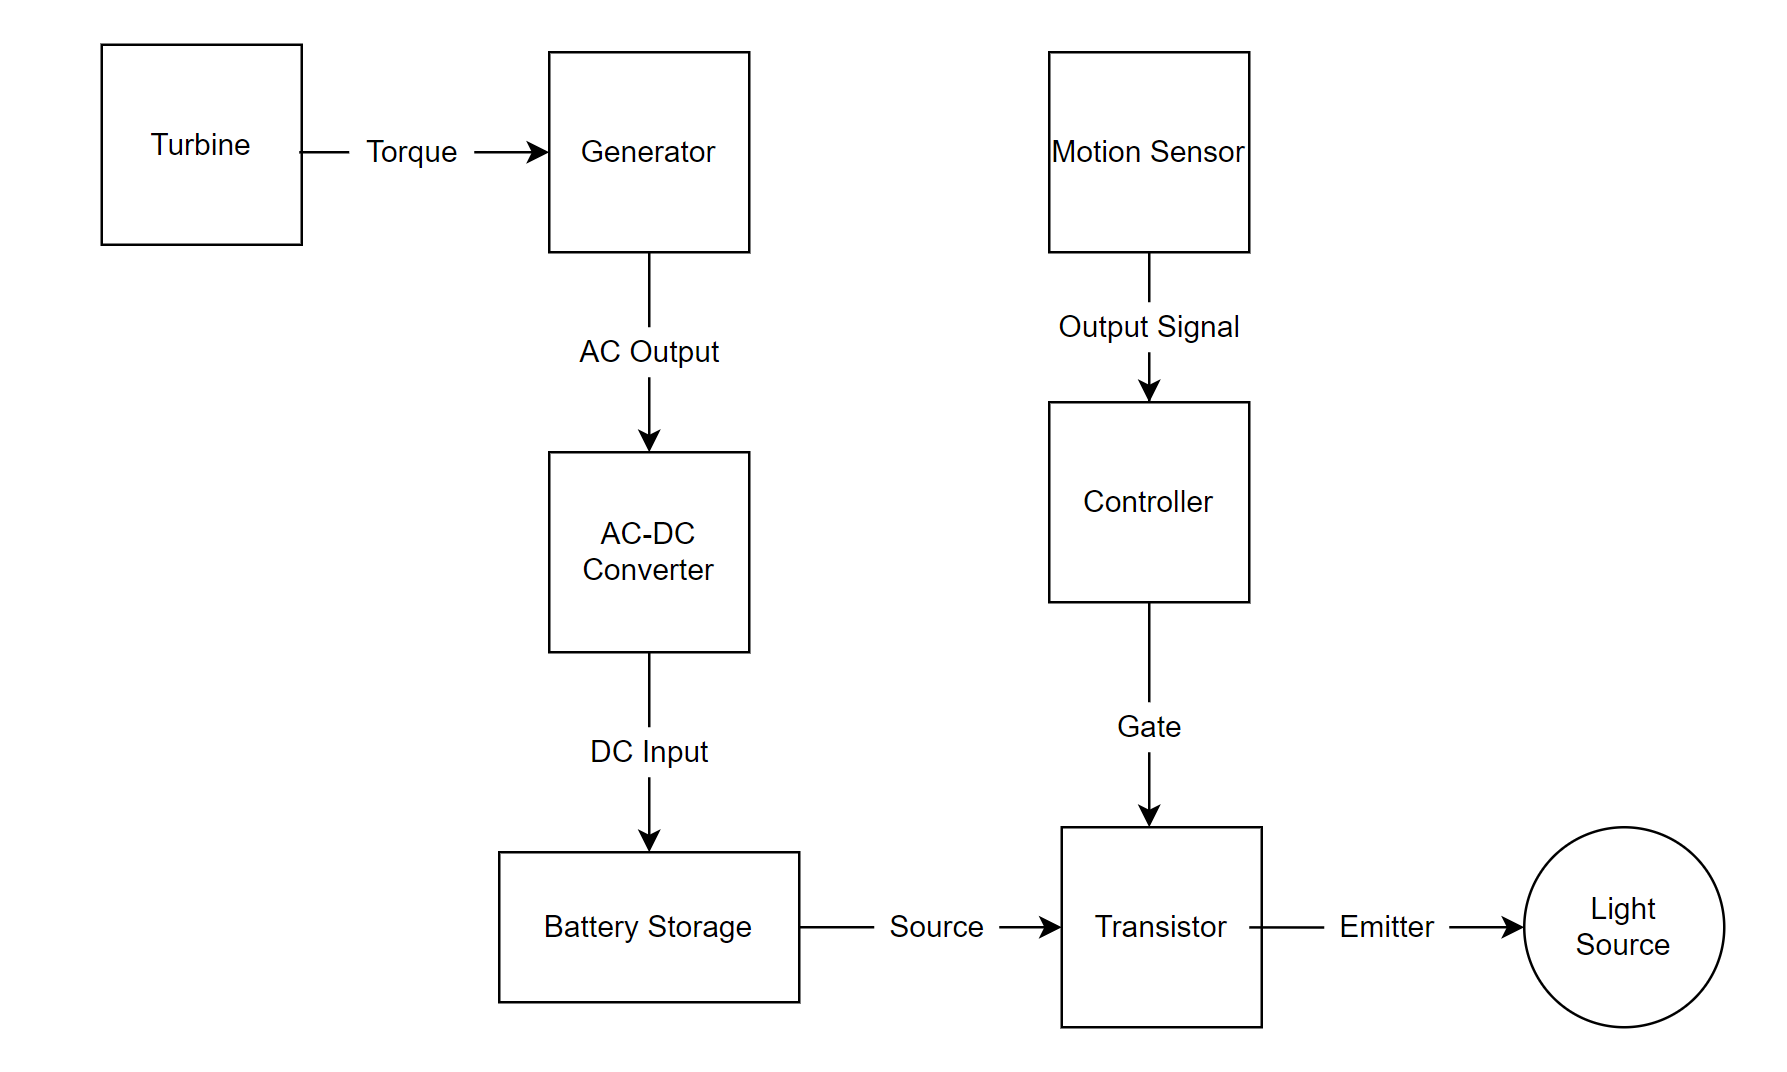 Turbine
Torque
Generator
Motion Sensor
AC Output
Output Signal
AC-DC
Converter
Controller
DC Input
Gate
Battery Storage
Source
Transistor
Emitter
Light
Source